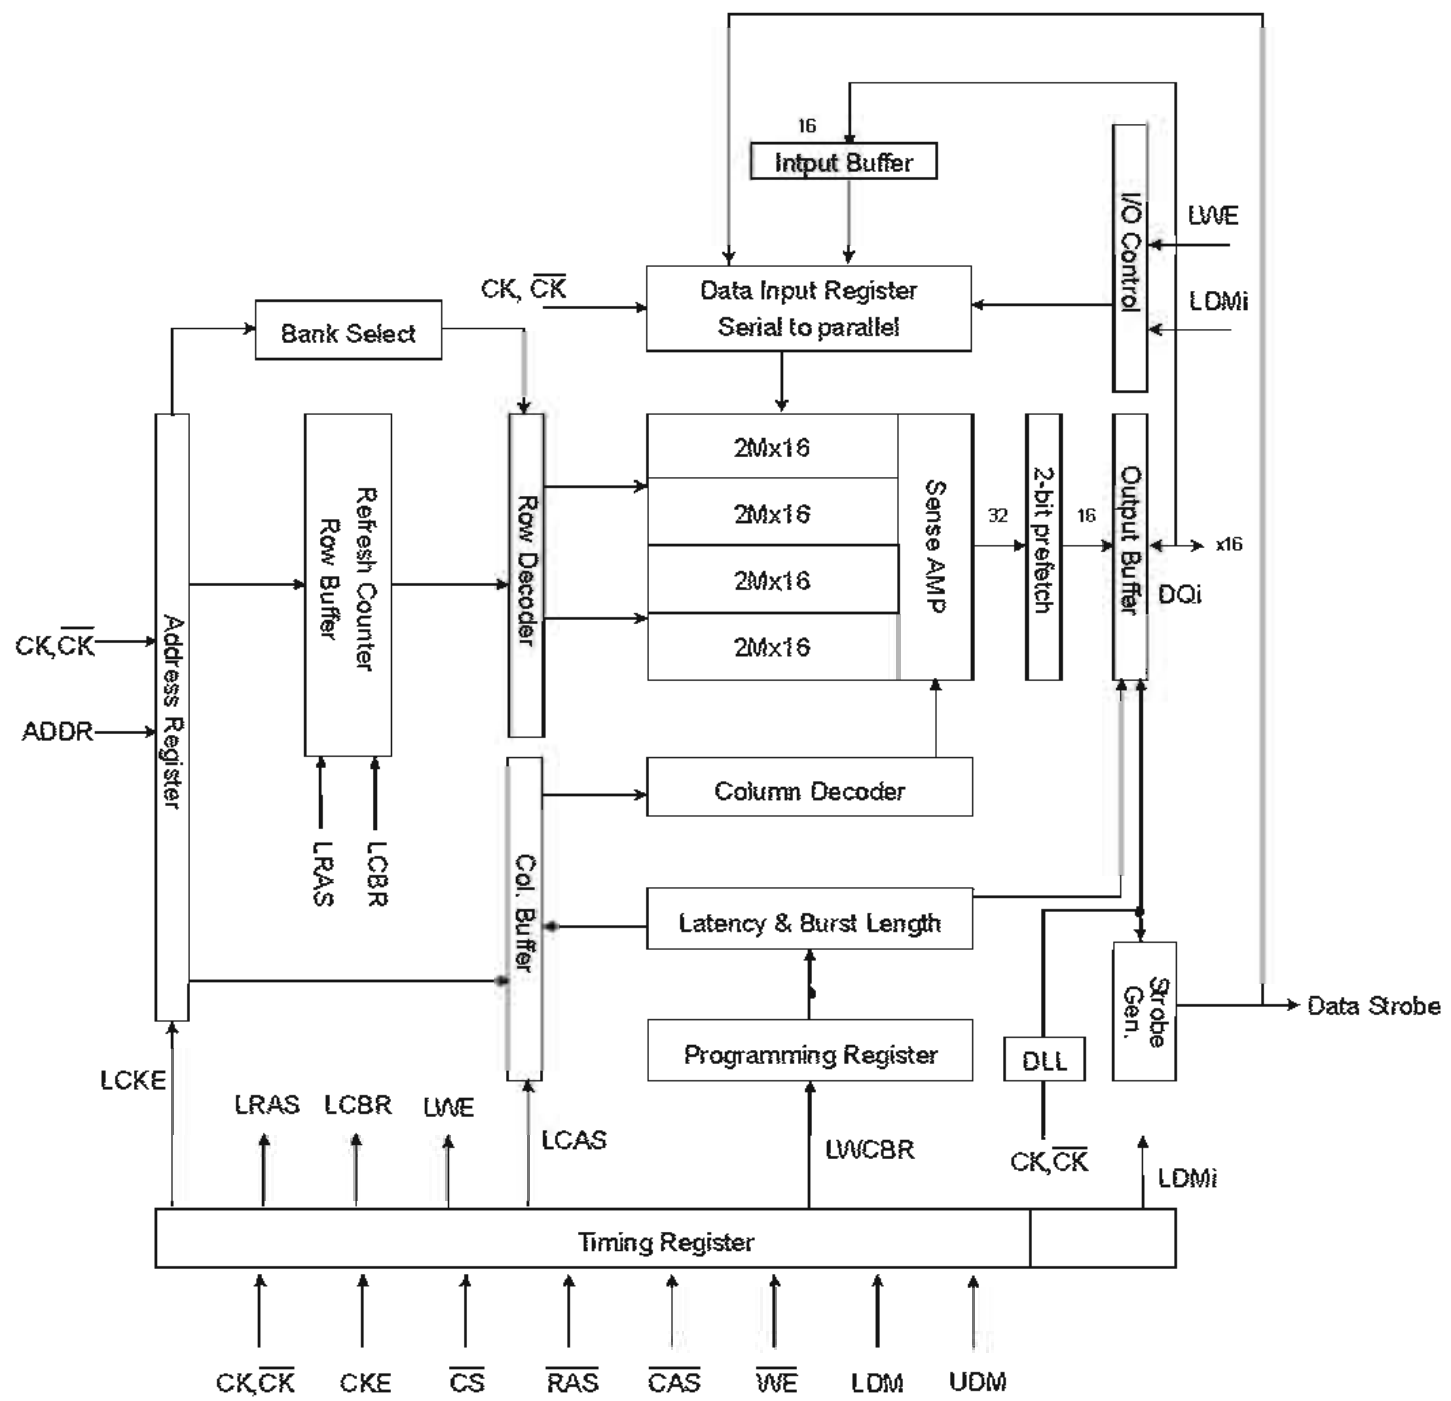 16
Intput Buffer
I/O Control
LWE
LDMi
CK, CK
Data Input Register
Serial to parallel
Bank Select
Address Register
Refresh Counter
Row Buffer
Row Decoder
2Mx16
2Mx16
2Mx16
2Mx16
Sense AMP
32
2-bit prefetch
16
Output Buffer
x16
DQi
CK,CK
ADDR
LRAS
LCBR
Col. Buffer
Column Decoder
Latency & Burst Length
Programming Register
DLL
Strobe
Gen.
Data Strobe
LCKE
LRAS
LCBR
LWE
LCAS
LWCBR
CK,CK
LDMi
Timing Register
CK,CK
CKE
CS
RAS
CAS
WE
LDM
UDM